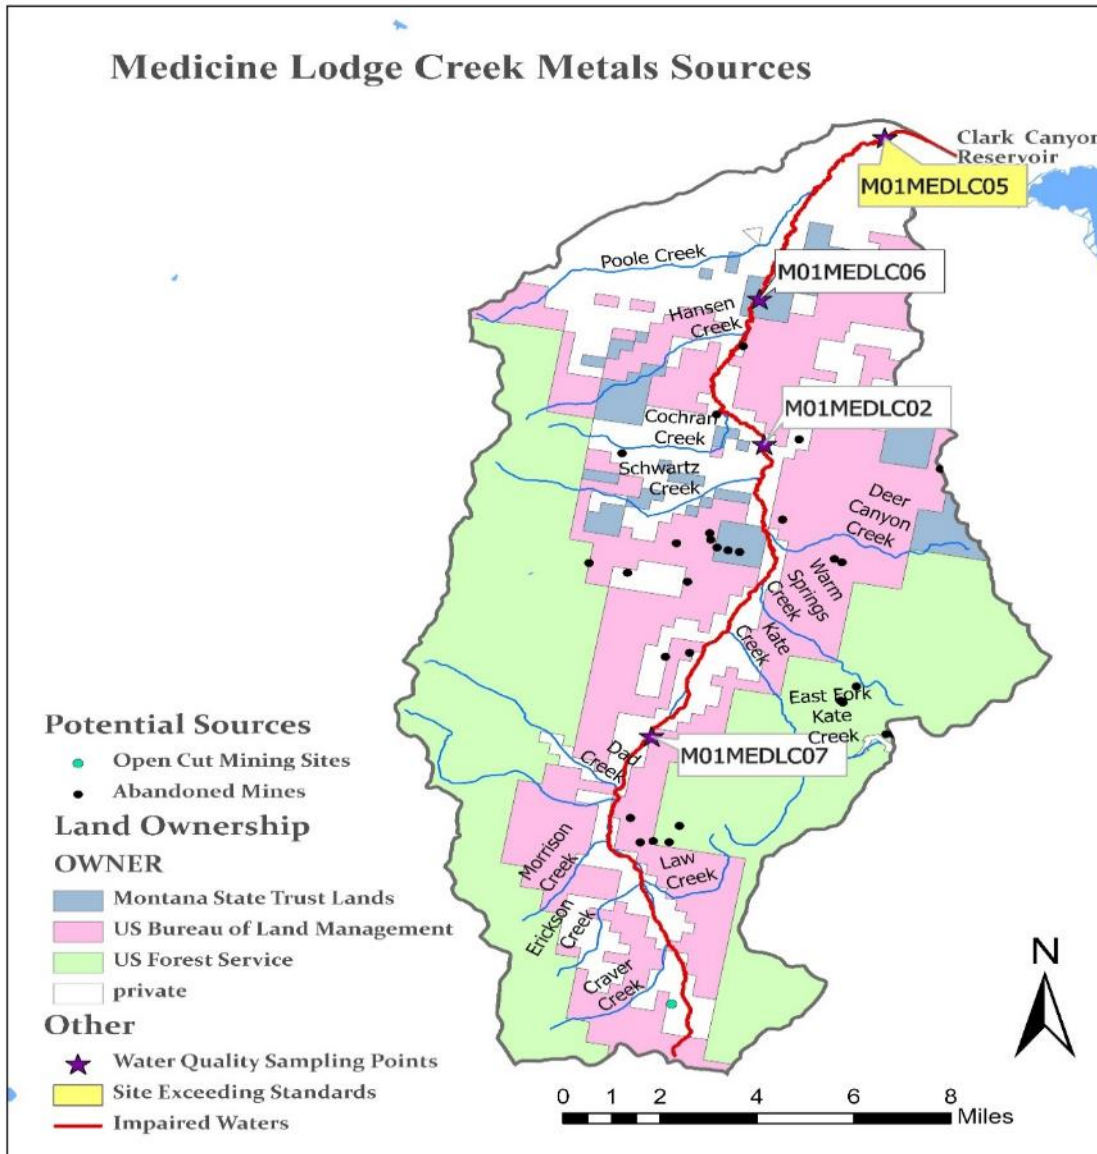 Medicine Lodge Creek Metals Sources
Clark Canyon
Reservoir
M01MEDLC05
Poole Creek
M01MEDLC06
Hansen
Creek
M01MEDLC02
Cochran
Creek
Schwartz
Creek
Deer
Canyon
Creek
Warm
Springs
Creek
Kate
Creek
East Fork
Kate
Creek
M01MEDLC07
Dad
Creek
Morrison
Creek
Law
Creek
Erickson
Creek
Craver
Creek
Potential Sources
Open Cut Mining Sites
Abandoned Mines
Land Ownership
OWNER
Montana State Trust Lands
US Bureau of Land Management
US Forest Service
private
Other
Water Quality Sampling Points
Site Exceeding Standards
Impaired Waters
N
0 1 2 4 6 8
Miles